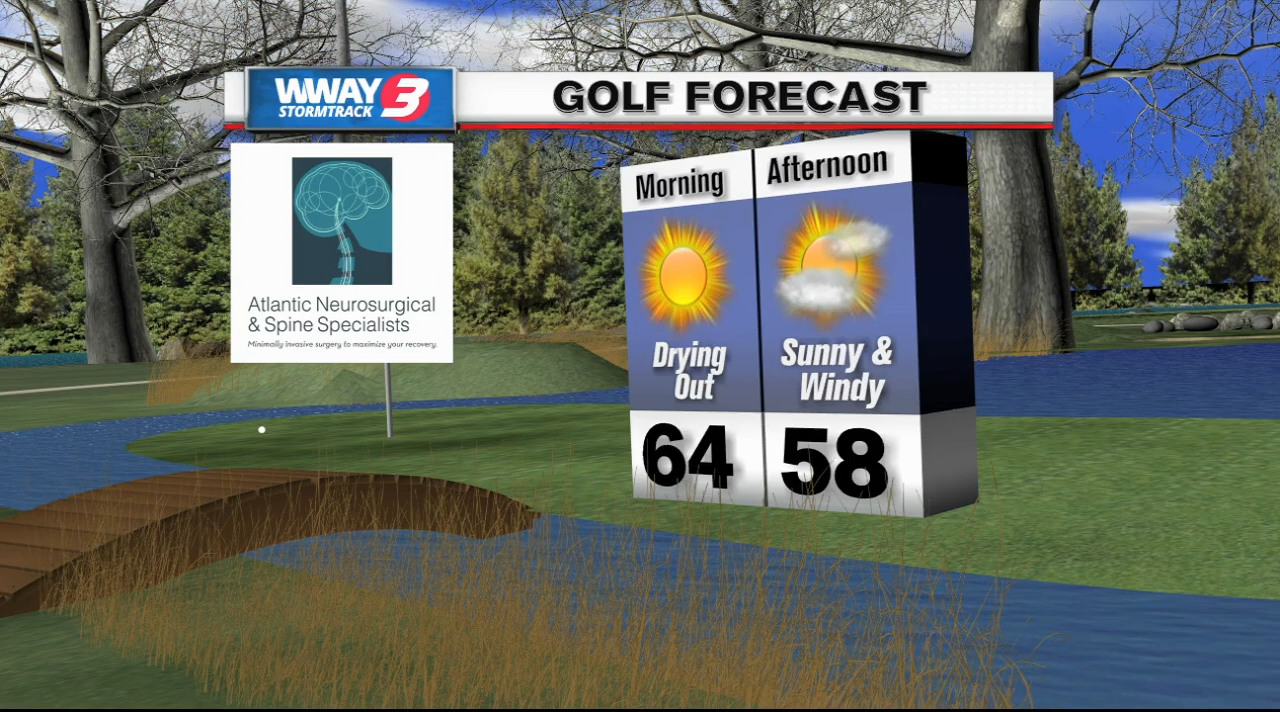 WWAY 3
STORMTRACK
GOLF FORECAST
Atlantic Neurosurgical
& Spine Specialists
Minimally invasive surgery to maximize your recovery.
Morning
Drying
Out
64
Afternoon
Sunny &
Windy
58